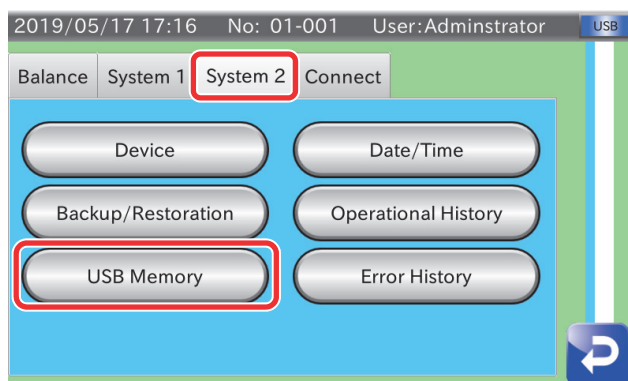 2019/05/17 17:16 No: 01-001 User:Adminstrator USB
Balance System 1 System 2 Connect
Device Date/Time
Backup/Restoration Operational History
USB Memory Error History